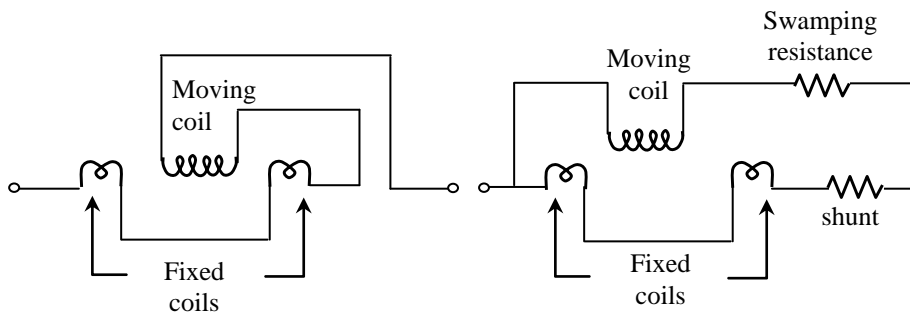 Moving
coil
Fixed
coils
Swamping
resistance
Moving
coil
shunt
Fixed
coils